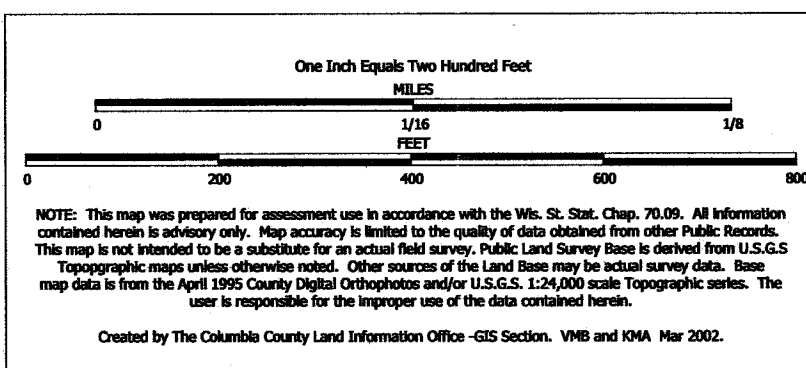 One Inch Equals Two Hundred Feet
MILES
0 1/16 1/8
FEET
0 200 400 600 800
NOTE: This map was prepared for assessment use in accordance with the Wis. St. Stat. Chap. 70.09. All information
contained herein is advisory only. Map accuracy is limited to the quality of data obtained from other Public Records.
This map is not intended to be a substitute for an actual field survey. Public Land Survey Base is derived from U.S.G.S
Topopgraphic maps unless otherwise noted. Other sources of the Land Base may be actual survey data. Base
map data is from the April 1995 County Digital Orthophotos and/or U.S.G.S. 1:24,000 scale Topographic series. The
user is responsible for the improper use of the data contained herein.
Created by The Columbia County Land Information Office -GIS Section. VMB and KMA Mar 2002.